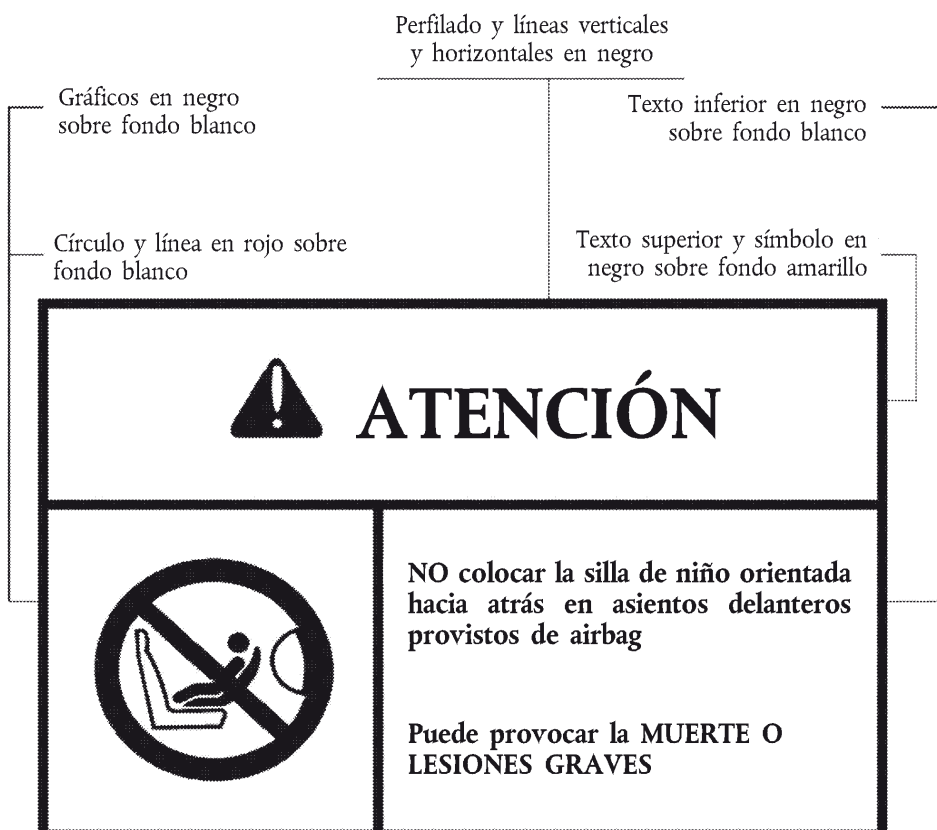 Perfilado y líneas verticales
y horizontales en negro
Gráficos en negro
sobre fondo blanco
Texto inferior en negro
sobre fondo blanco
Círculo y línea en rojo sobre
fondo blanco
Texto superior y símbolo en
negro sobre fondo amarillo
ATENCIÓN
NO colocar la silla de niño orientada
hacia atrás en asientos delanteros
provistos de airbag
Puede provocar la MUERTE O
LESIONES GRAVES